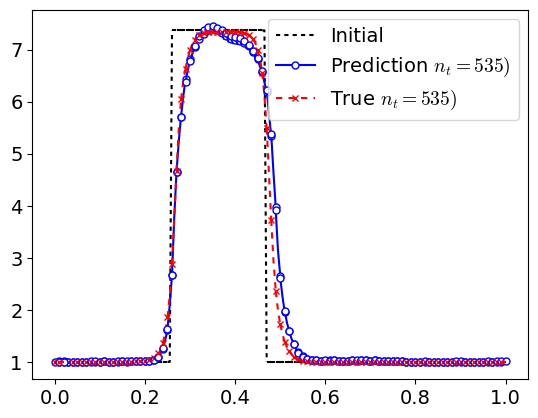 Initial
Prediction n_t = 535)
True n_t = 535)
7
6
5
4
3
2
1
0.0 0.2 0.4 0.6 0.8 1.0